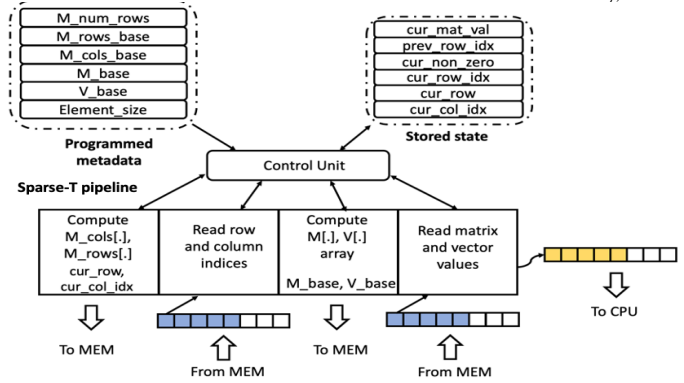 M_num_rows
M_rows_base
M_cols_base
M_base
V_base
Element_size
Programmed
metadata
cur_mat_val
prev_row_idx
cur_non_zero
cur_row_idx
cur_row
cur_col_idx
Stored state
Control Unit
Sparse-T pipeline
Compute
M_cols[.],
M_rows[.]
cur_row,
cur_col_idx
Read row
and column
indices
Compute
M[.], V[.]
array
M_base, V_base
Read matrix
and vector
values
To MEM
From MEM
To MEM
From MEM
To CPU